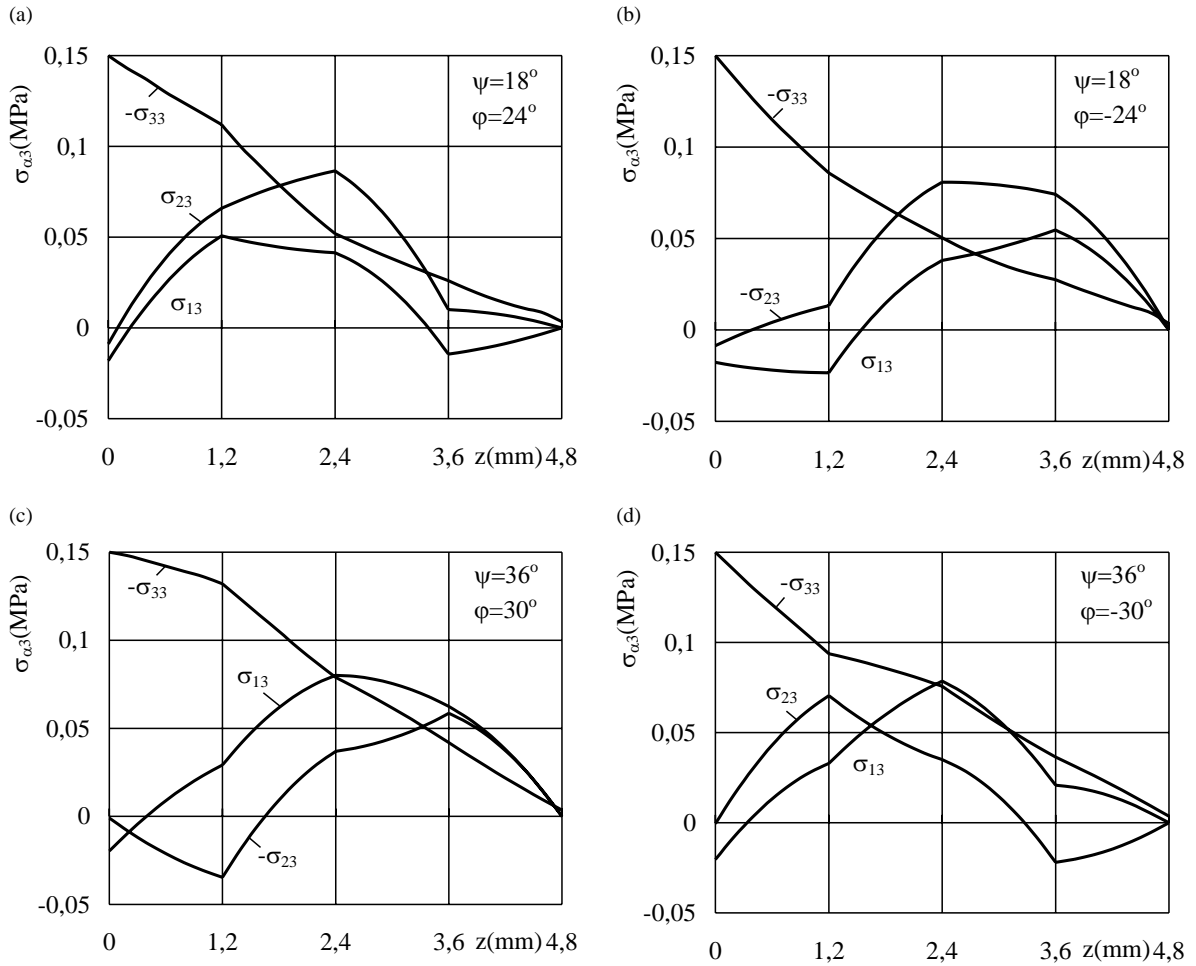 (a)
σα3(MPa)
0,15
0,1
0,05
0
-0,05
-σ33
σ23
σ13
ψ=18°
φ=24°
0 1,2 2,4 3,6 z(mm) 4,8
(b)
σα3(MPa)
0,15
0,1
0,05
0
-0,05
-σ33
-σ23
σ13
ψ=18°
φ=-24°
0 1,2 2,4 3,6 z(mm) 4,8
(c)
σα3(MPa)
0,15
0,1
0,05
0
-0,05
-σ33
σ13
-σ23
ψ=36°
φ=30°
0 1,2 2,4 3,6 z(mm) 4,8
(d)
σα3(MPa)
0,15
0,1
0,05
0
-0,05
-σ33
σ23
σ13
ψ=36°
φ=-30°
0 1,2 2,4 3,6 z(mm) 4,8